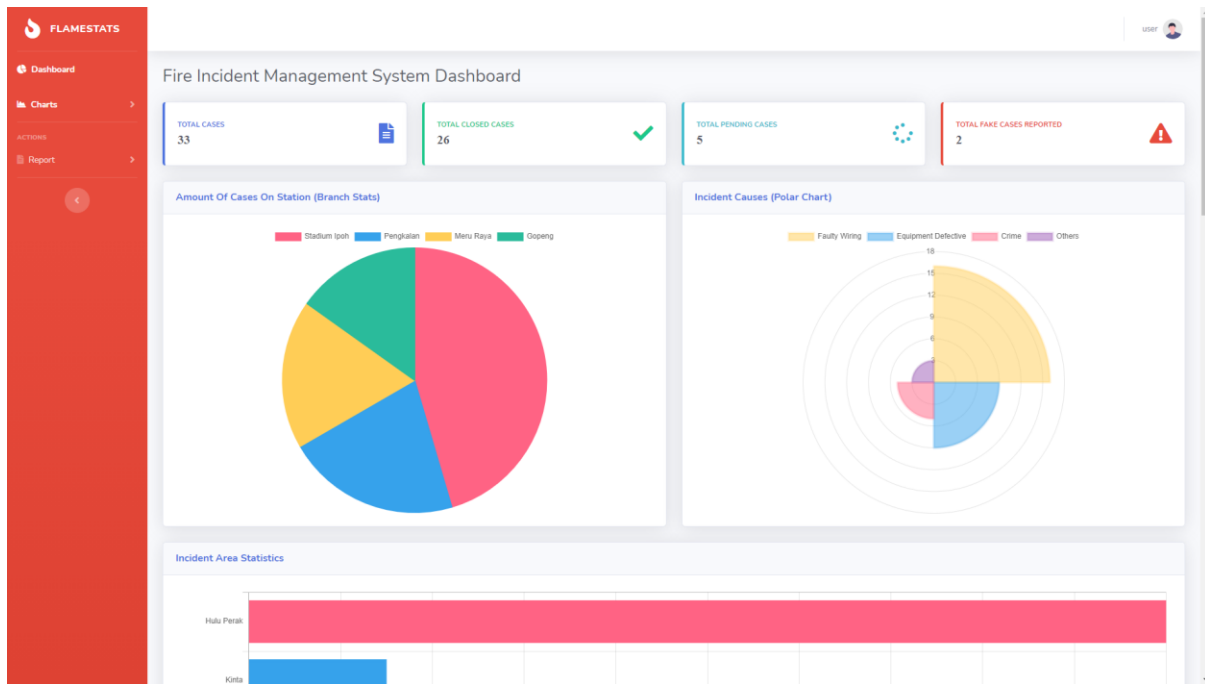 FLAMESTATS
user
Dashboard
Charts
ACTIONS
Report
Fire Incident Management System Dashboard
TOTAL CASES
33
TOTAL CLOSED CASES
26
TOTAL PENDING CASES
5
TOTAL FAKE CASES REPORTED
2
Amount Of Cases On Station (Branch Stats)
Stadium Ipoh Pengkalan Meru Raya Gopeng
Incident Causes (Polar Chart)
Faulty Wiring Equipment Defective Crime Others
18
15
12
9
6
3
Incident Area Statistics
Hulu Perak
Kinta